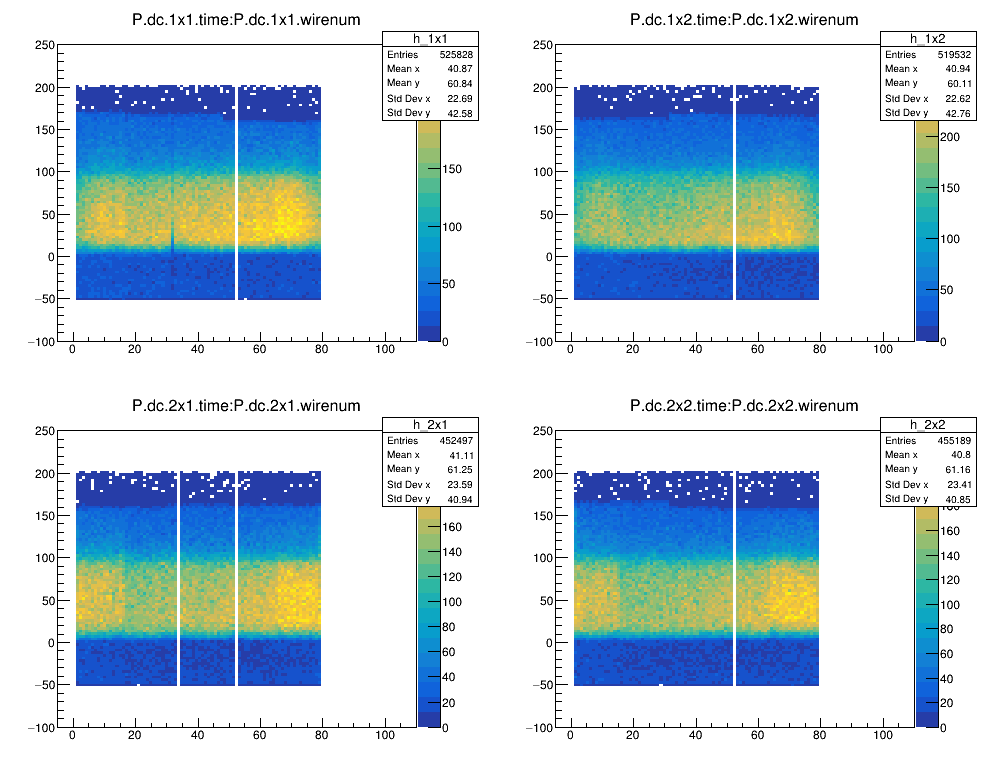 P.dc.1x1.time:P.dc.1x1.wirenum
h_1x1
Entries 525828
Mean x 40.87
Mean y 60.84
Std Dev x 22.69
Std Dev y 42.58
250
200
150
100
50
0
−50
−100
0 20 40 60 80 100
150
100
50
0
P.dc.1x2.time:P.dc.1x2.wirenum
h_1x2
Entries 519532
Mean x 40.94
Mean y 60.11
Std Dev x 22.62
Std Dev y 42.76
250
200
150
100
50
0
−50
−100
0 20 40 60 80 100
200
150
100
50
0
P.dc.2x1.time:P.dc.2x1.wirenum
h_2x1
Entries 452497
Mean x 41.11
Mean y 61.25
Std Dev x 23.59
Std Dev y 40.94
250
200
150
100
50
0
−50
−100
0 20 40 60 80 100
160
140
120
100
80
60
40
20
0
P.dc.2x2.time:P.dc.2x2.wirenum
h_2x2
Entries 455189
Mean x 40.8
Mean y 61.16
Std Dev x 23.41
Std Dev y 40.85
250
200
150
100
50
0
−50
−100
0 20 40 60 80 100
160
140
120
100
80
60
40
20
0